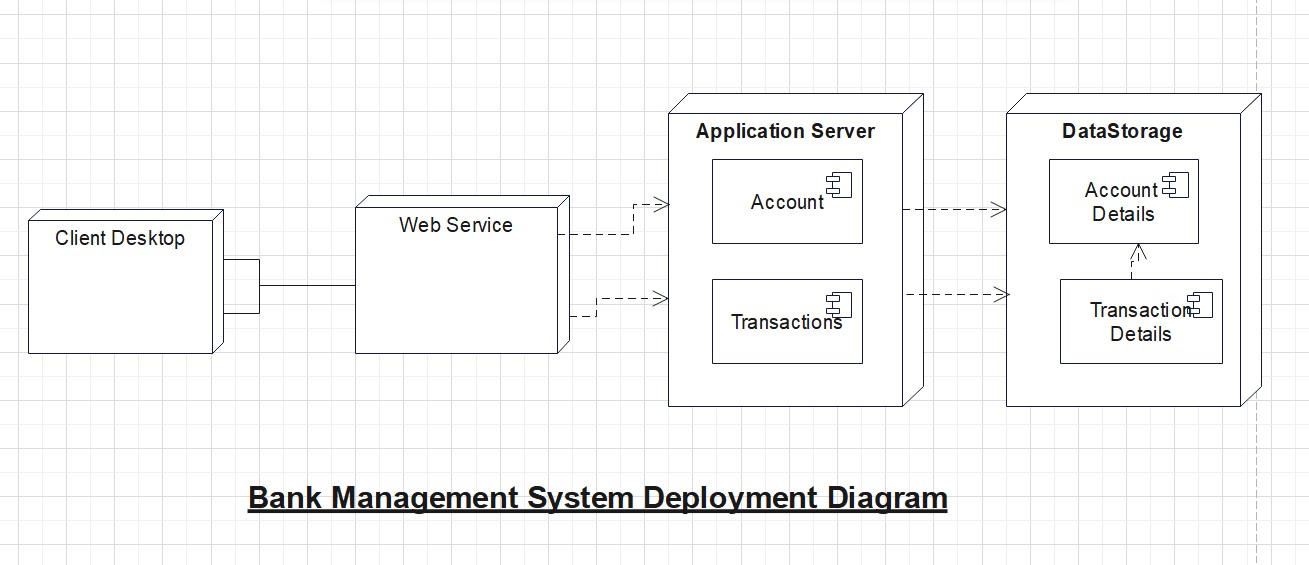 Client Desktop
Web Service
Application Server
Account
Transactions
DataStorage
Account
Details
Transaction
Details
Bank Management System Deployment Diagram